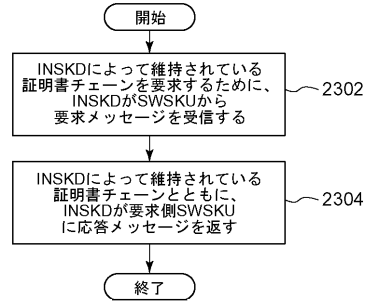 開始
INSKDによって維持されている
証明書チェーンを要求するために、
INSKDがSWSKUから
要求メッセージを受信する
2302
INSKDによって維持されている
証明書チェーンとともに、
INSKDが要求側SWSKU
に応答メッセージを返す
2304
終了